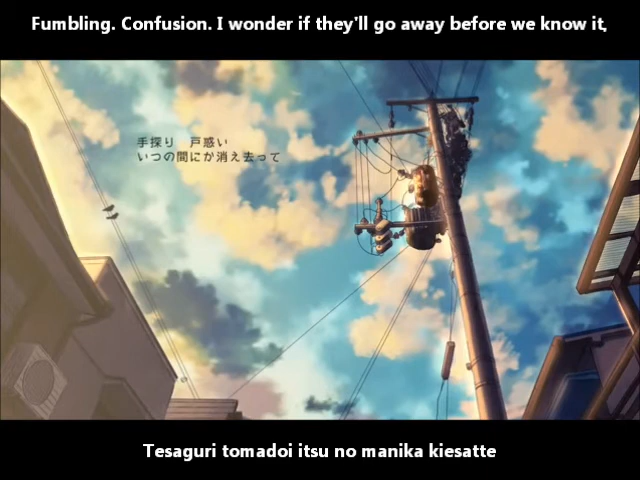 Fumbling. Confusion. I wonder if they'll go away before we know it,
手探り　戸惑い
いつの間にか消え去って
Tesaguri tomadoi itsu no manika kiesatte